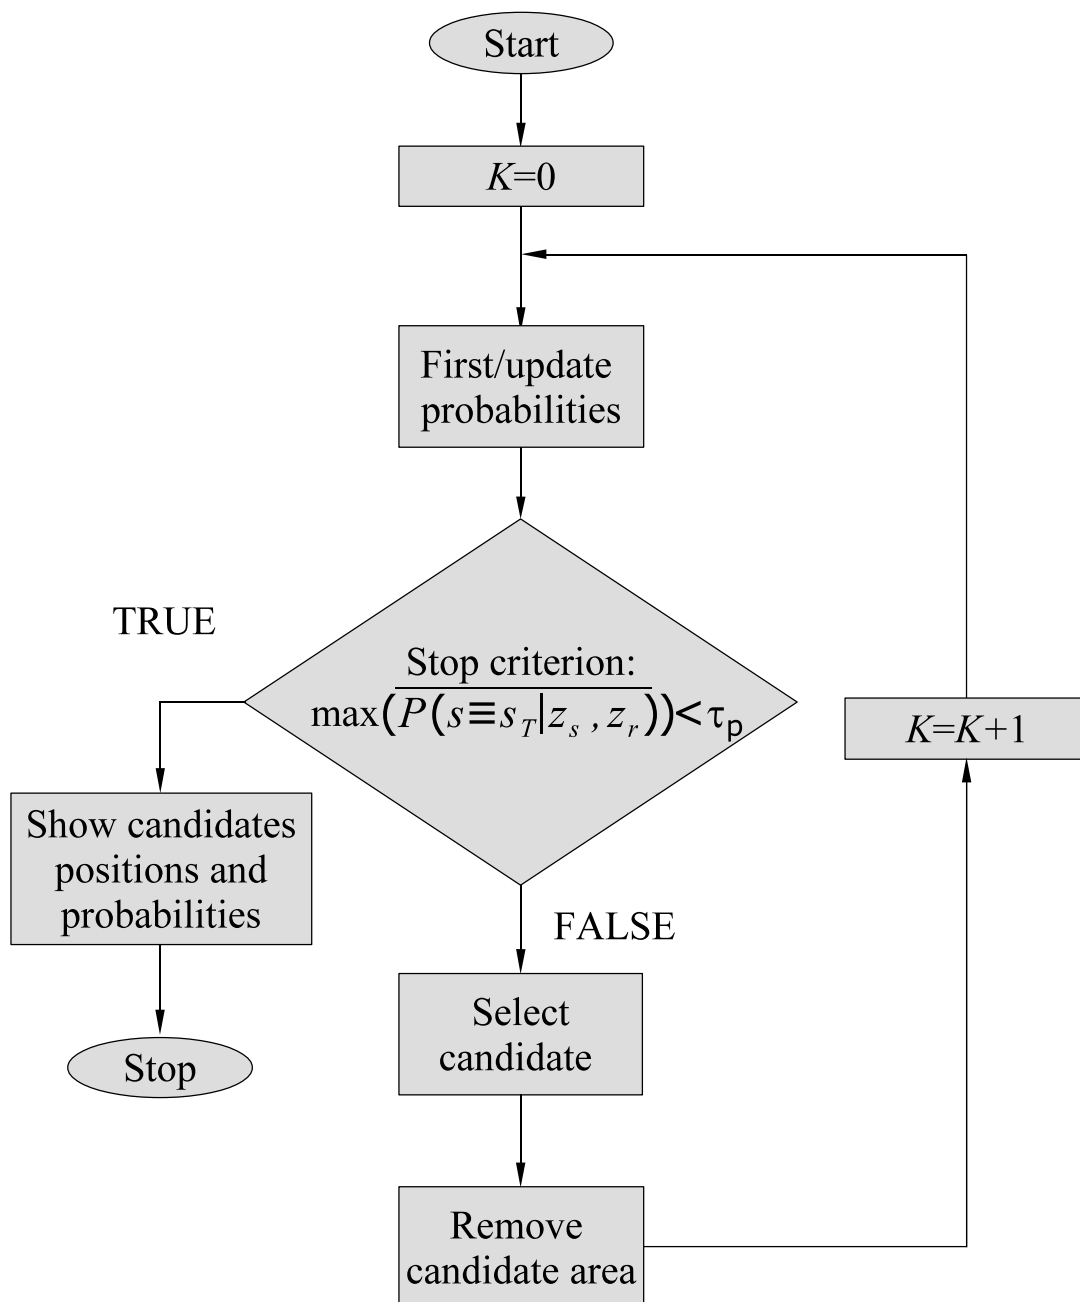 Start
K=0
First/update
probabilities
TRUE
Stop criterion:
max(P(s≡s_T|z_s,z_r))<τ_p
K=K+1
Show candidates
positions and
probabilities
FALSE
Select
candidate
Stop
Remove
candidate area